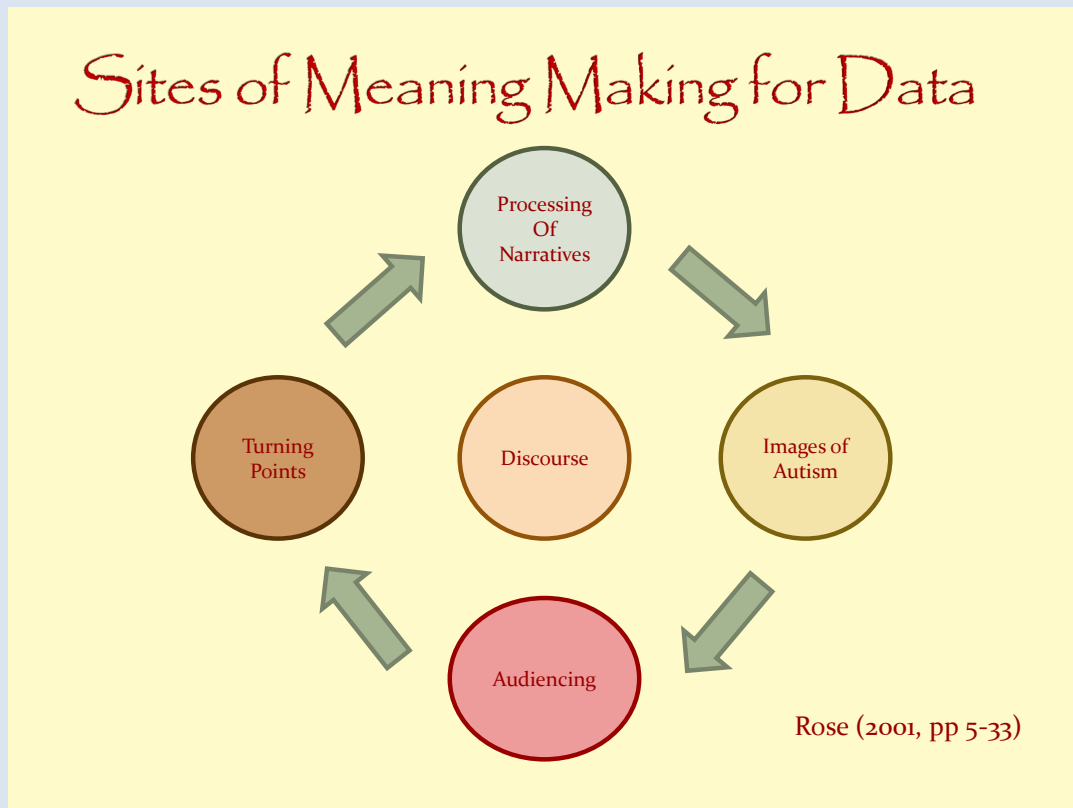 Sites of Meaning Making for Data
Processing
Of
Narratives
Turning
Points
Discourse
Images of
Autism
Audiencing
Rose (2001, pp 5-33)